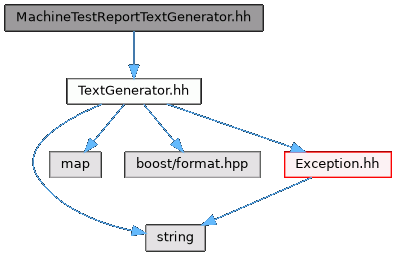 MachineTestReportTextGenerator.hh
TextGenerator.hh
map
boost/format.hpp
Exception.hh
string